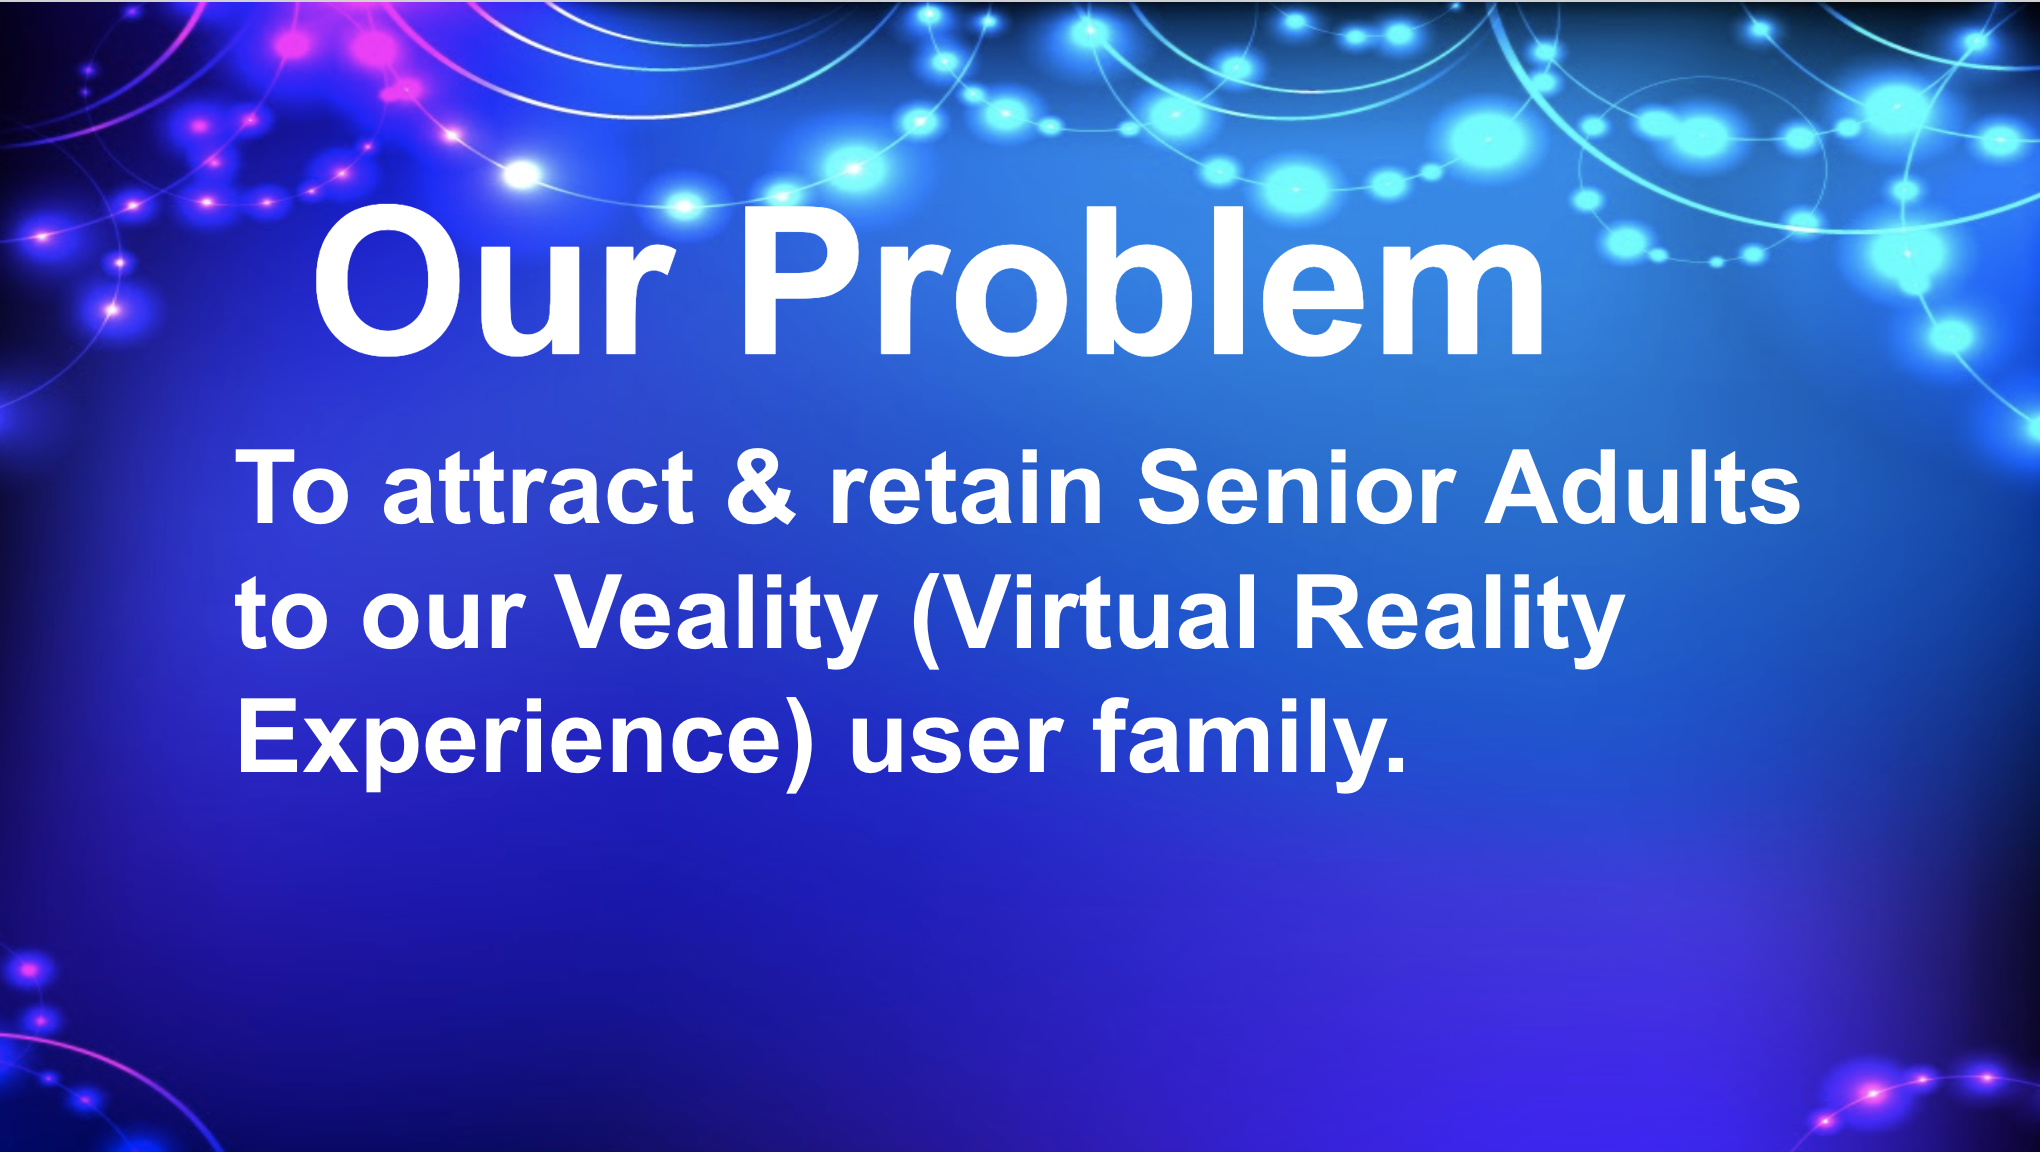 Our Problem
To attract & retain Senior Adults
to our Veality (Virtual Reality
Experience) user family.